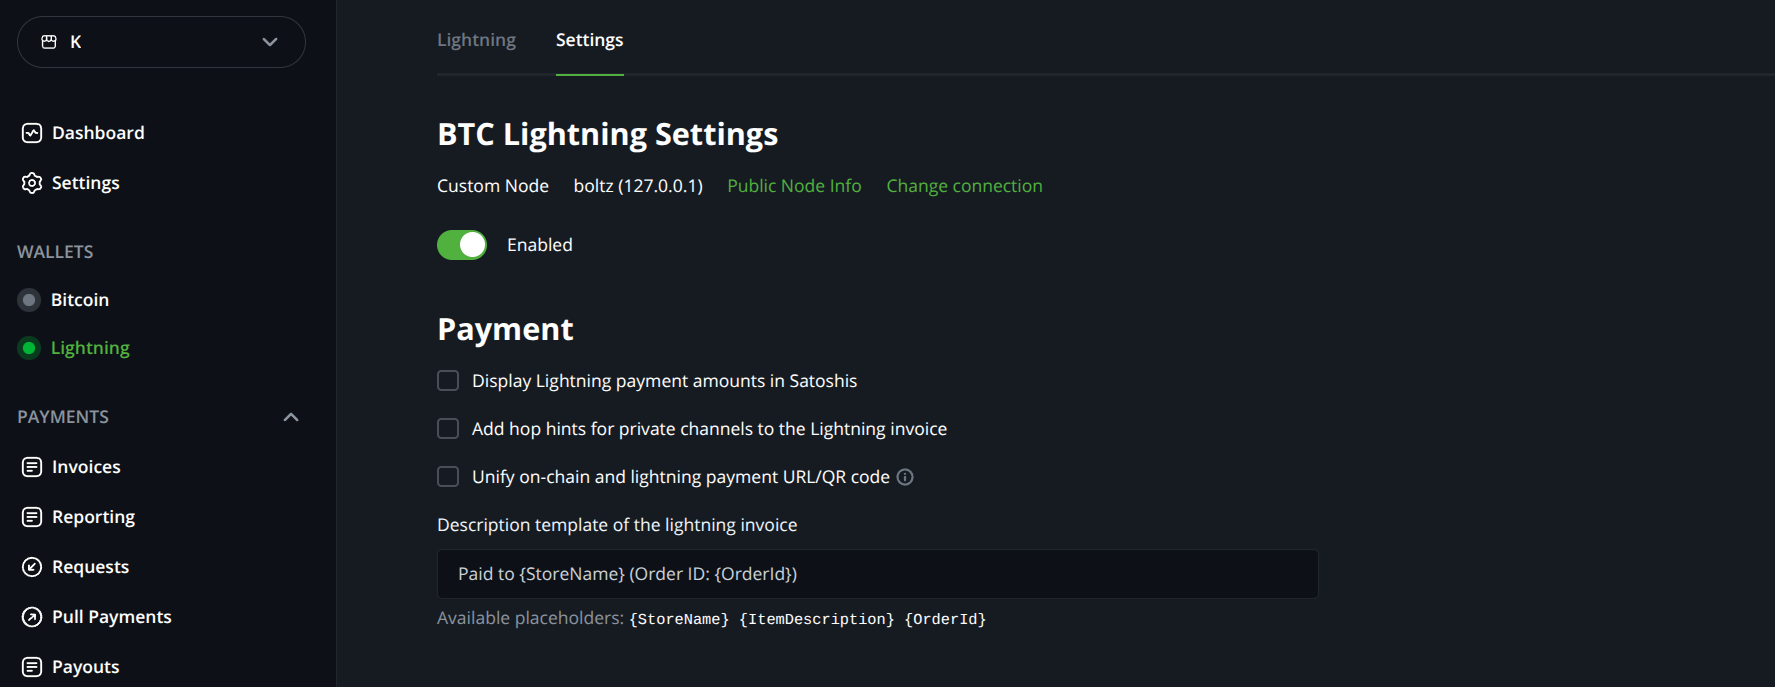 K
Dashboard
Settings
WALLETS
Bitcoin
Lightning
PAYMENTS
Invoices
Reporting
Requests
Pull Payments
Payouts
Lightning Settings
BTC Lightning Settings
Custom Node boltz (127.0.0.1) Public Node Info Change connection
Enabled
Payment
Display Lightning payment amounts in Satoshis
Add hop hints for private channels to the Lightning invoice
Unify on-chain and lightning payment URL/QR code
Description template of the lightning invoice
Paid to {StoreName} (Order ID: {OrderId})
Available placeholders: {StoreName} {ItemDescription} {OrderId}